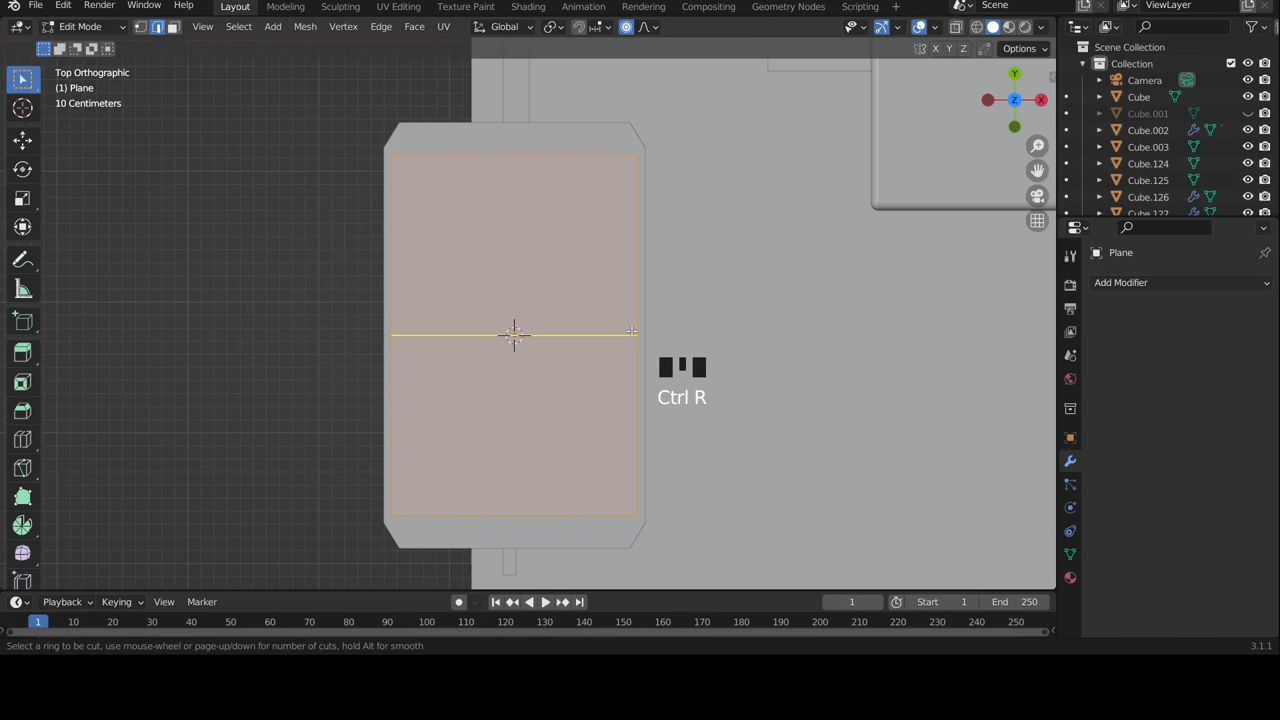 File Edit Render Window Help Layout Modeling Sculpting UV Editing Texture Paint Shading Animation Rendering Compositing Geometry Nodes Scripting + Scene ViewLayer
Edit Mode View Select Add Mesh Vertex Edge Face UV Global
X Y Z Options
Top Orthographic
(1) Plane
10 Centimeters
Y
Z X
Scene Collection
Collection
Camera
Cube
Cube.001
Cube.002
Cube.003
Cube.124
Cube.125
Cube.126
Cube.127
Plane
Add Modifier
Ctrl R
Playback Keying View Marker 1 Start 1 End 250
1 10 20 30 40 50 60 70 80 90 100 110 120 130 140 150 160 170 180 190 200 210 220 230 240 250
Select a ring to be cut, use mouse-wheel or page-up/down for number of cuts, hold Alt for smooth 3.1.1